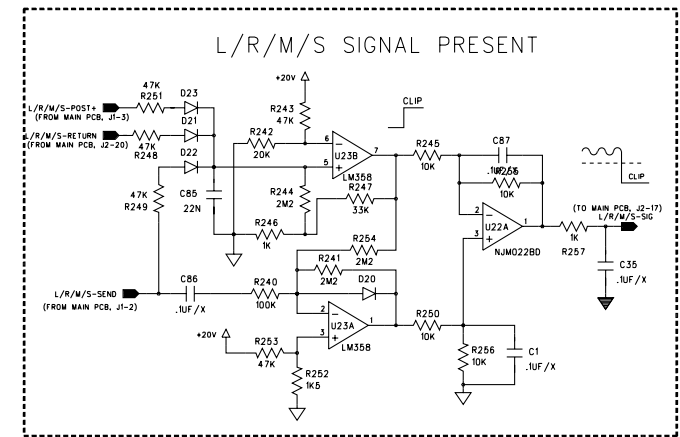 L/R/M/S SIGNAL PRESENT
+20V
47K
R251
D23
L/R/M/S-POST+
(FROM MAIN PCB, J1-3)
D21
L/R/M/S-RETURN
(FROM MAIN PCB, J2-20)
47K
R248
D22
47K
R249
C85
22N
R243
47K
R242
20K
6
5
7
U23B
LM358
CLIP
R245
10K
R244
2M2
R247
33K
R246
1K
C87
.1UF/X
10K
2
3
1
U22A
NJM022BD
CLIP
(TO MAIN PCB, J2-17)
L/R/M/S-SIG
1K
R257
C35
.1UF/X
R254
2M2
R241
2M2
D20
L/R/M/S-SEND
(FROM MAIN PCB, J1-2)
C86
.1UF/X
R240
100K
+20V
R253
47K
2
3
1
U23A
LM358
R250
10K
R252
1K5
R256
10K
C1
.1UF/X